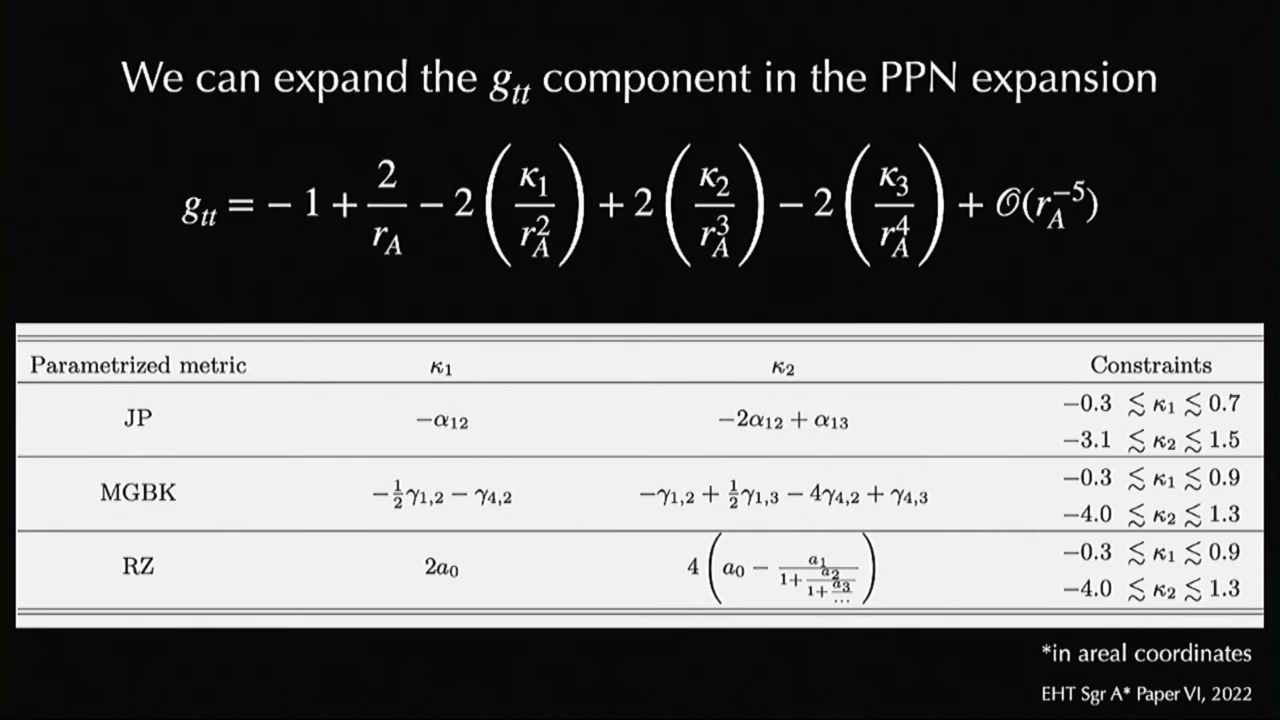 We can expand the g_tt component in the PPN expansion
g_tt = − 1 + 2/r_A − 2(κ_1/r_A^2) + 2(κ_2/r_A^3) − 2(κ_3/r_A^4) + 𝒪(r_A^−5)
Parametrized metric κ_1 κ_2 Constraints
JP −α_12 −2α_12 + α_13 −0.3 ≲ κ_1 ≲ 0.7
−3.1 ≲ κ_2 ≲ 1.5
MGBK −½γ_1,2 − γ_4,2 −γ_1,2 + ½γ_1,3 − 4γ_4,2 + γ_4,3 −0.3 ≲ κ_1 ≲ 0.9
−4.0 ≲ κ_2 ≲ 1.3
RZ 2a_0 4(a_0 − a_1/(1+a_2/(1+a_3/...))) −0.3 ≲ κ_1 ≲ 0.9
−4.0 ≲ κ_2 ≲ 1.3
*in areal coordinates
EHT Sgr A* Paper VI, 2022